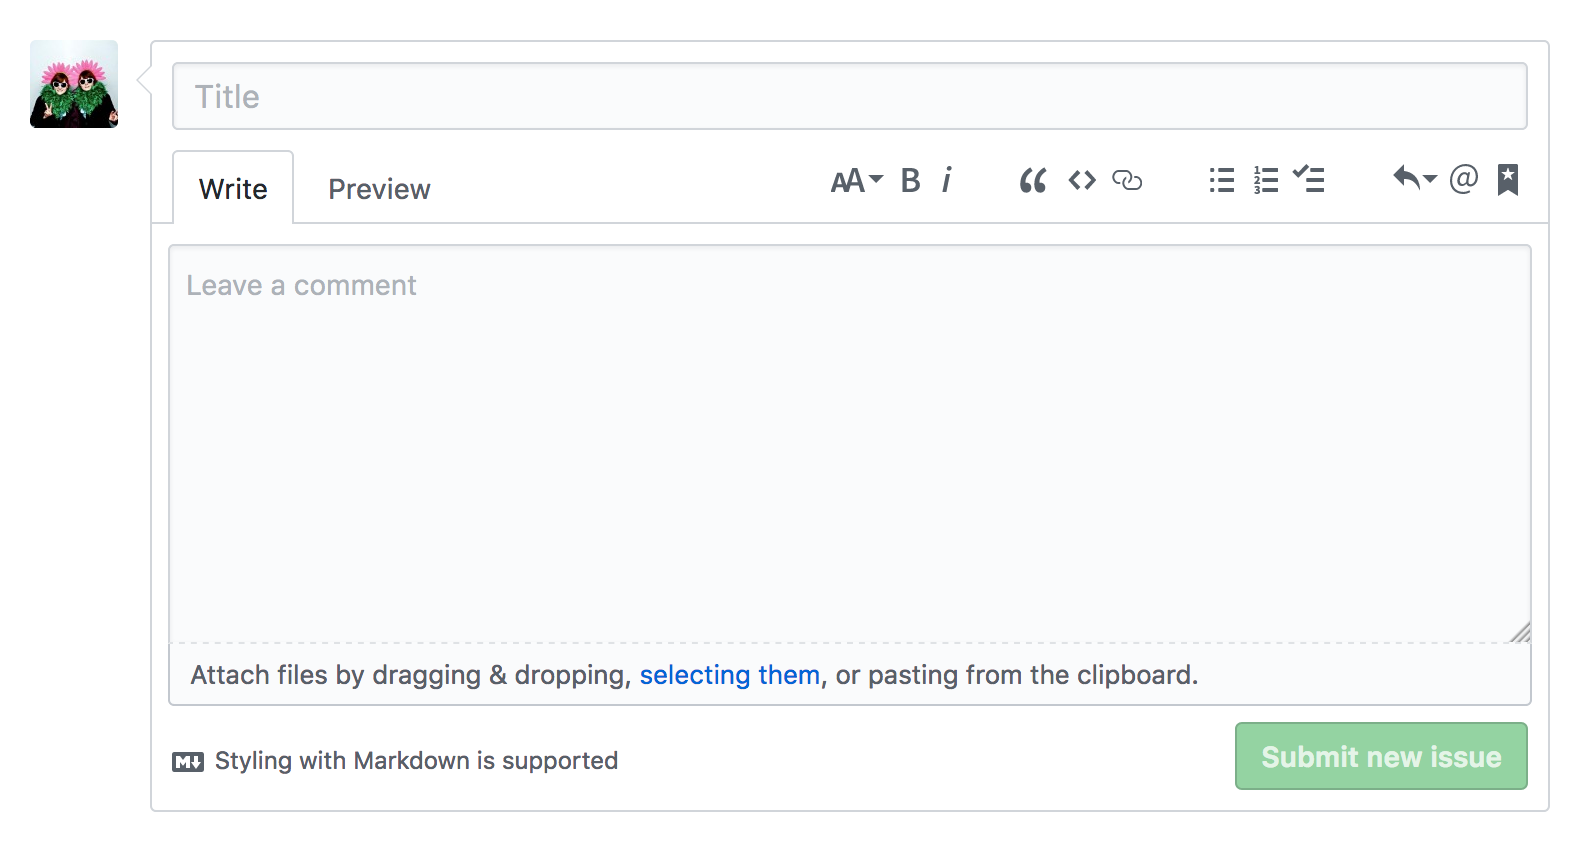 Title
Write Preview AA B i “ <> @
Leave a comment
Attach files by dragging & dropping, selecting them, or pasting from the clipboard.
M Styling with Markdown is supported
Submit new issue